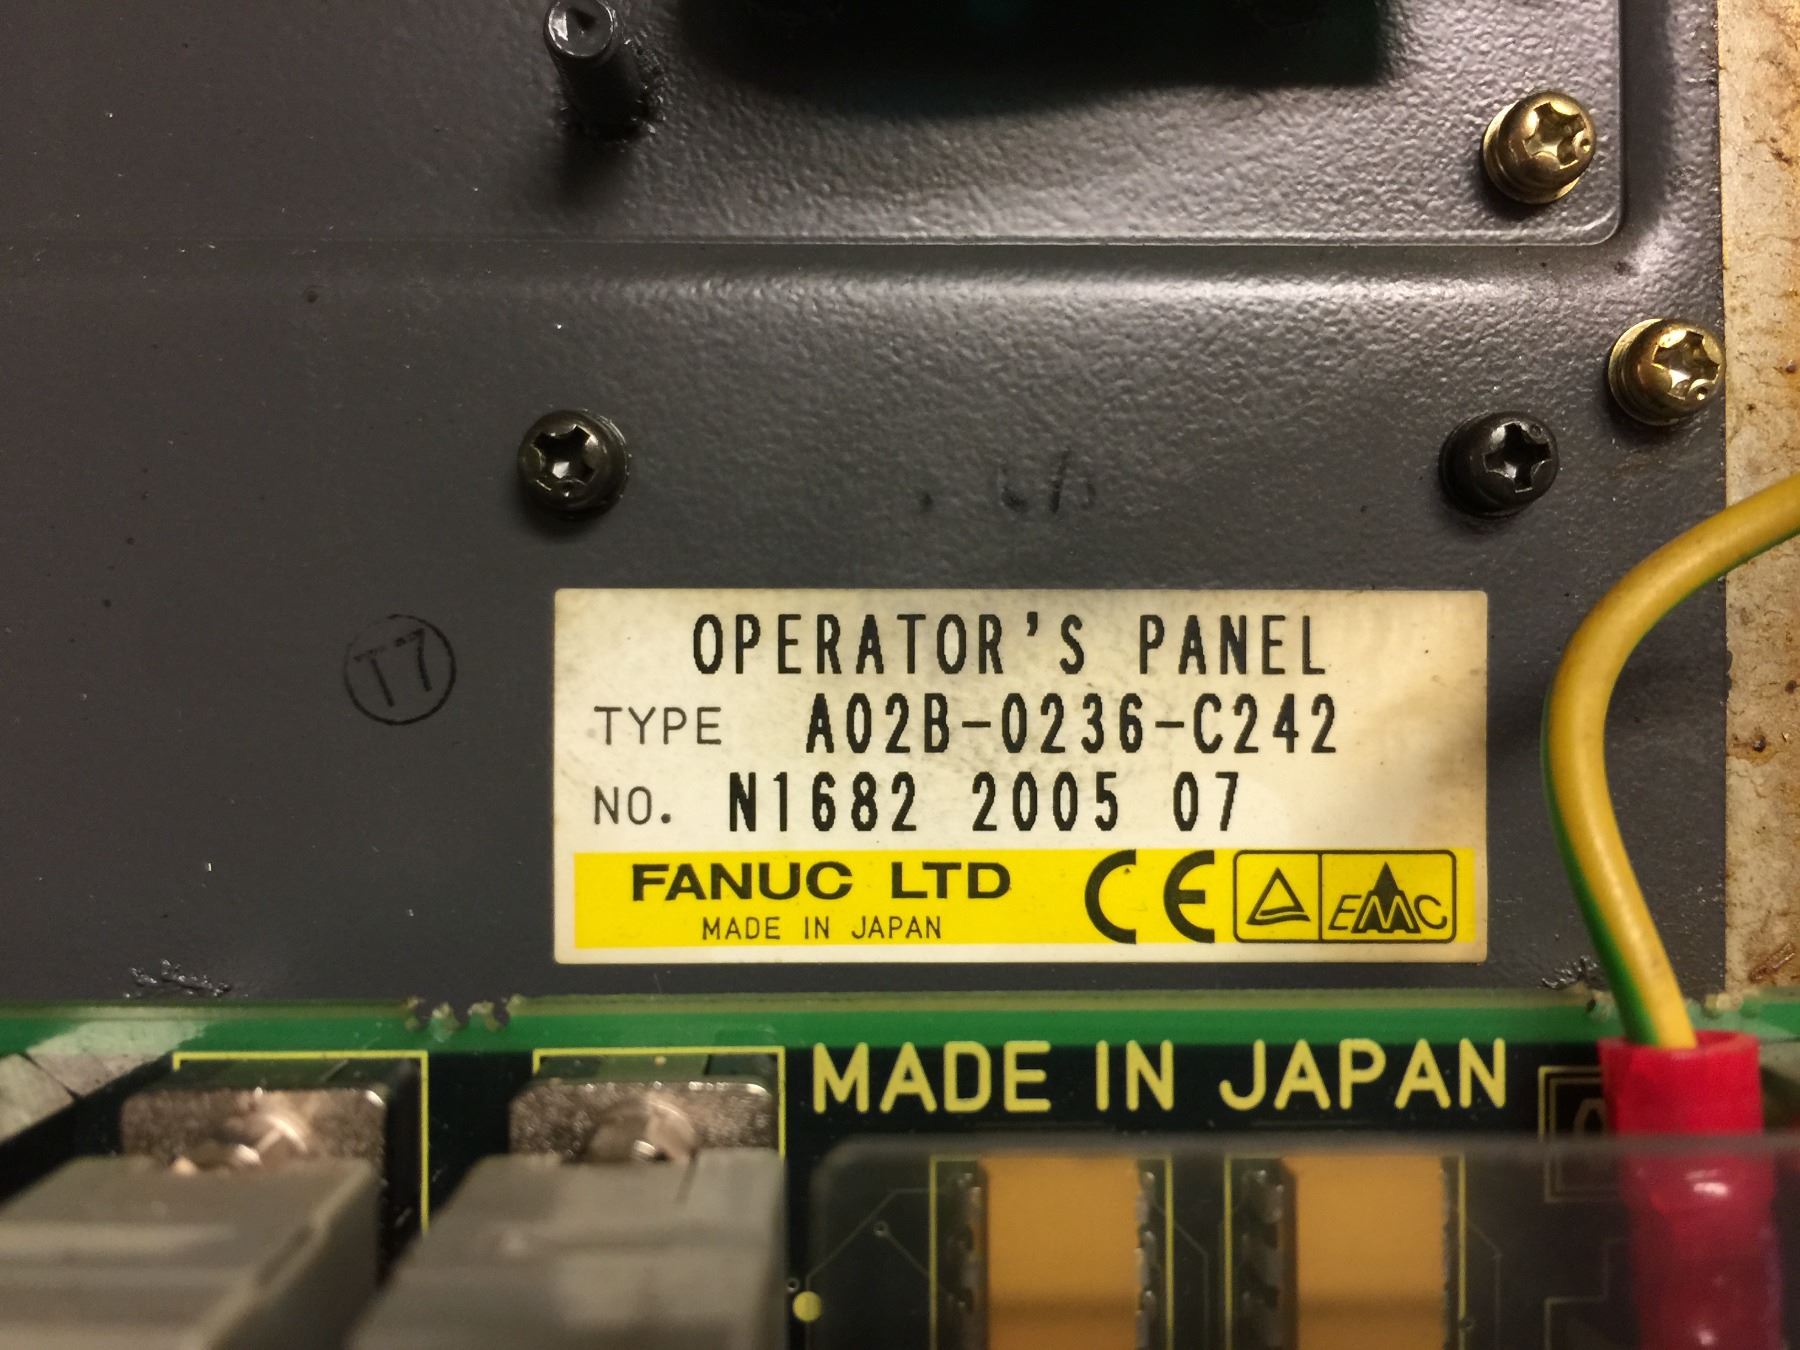 T7
OPERATOR'S PANEL
TYPE A02B-0236-C242
NO. N1682 2005 07
FANUC LTD
MADE IN JAPAN
CE
EMC
MADE IN JAPAN